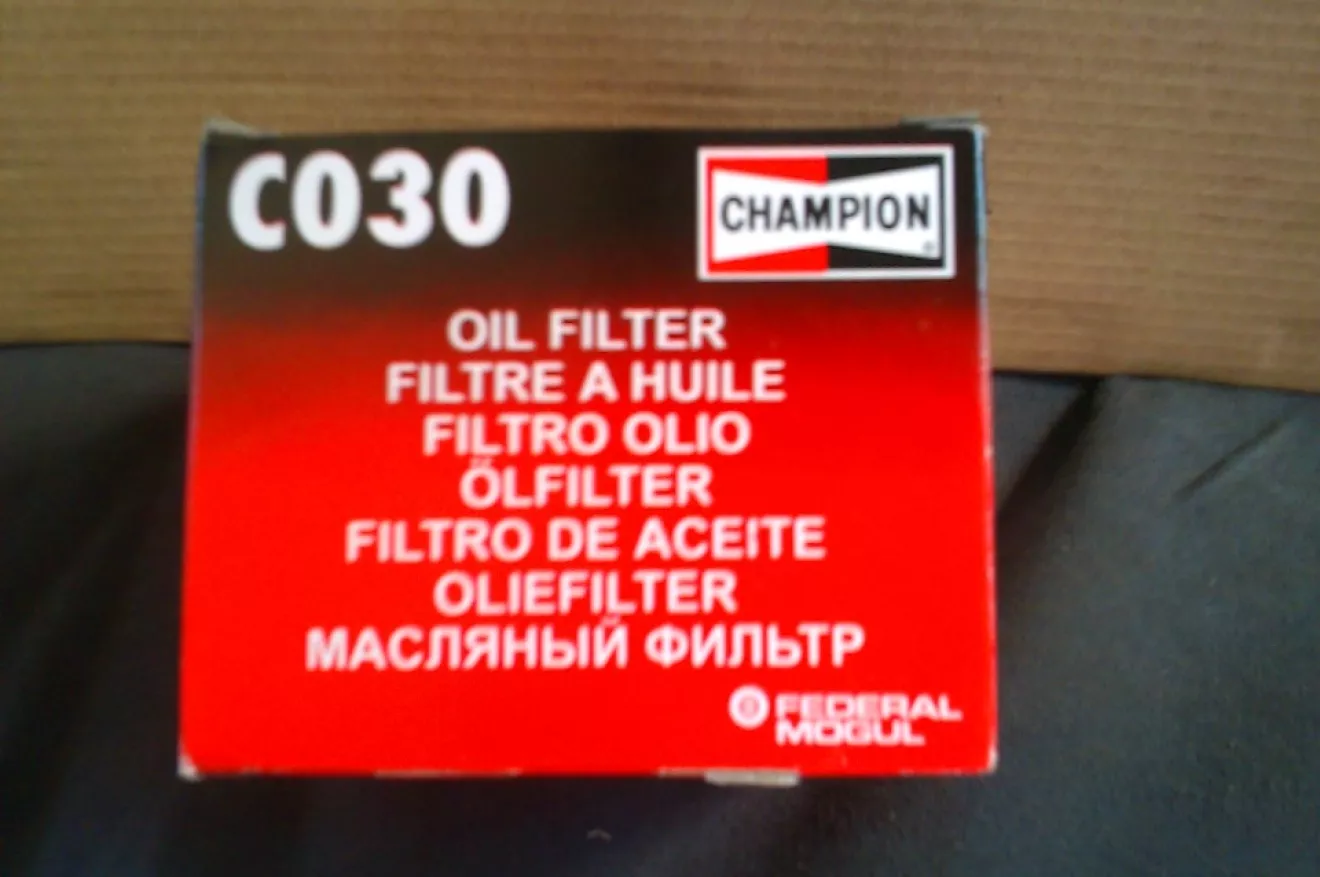 C030
CHAMPION
OIL FILTER
FILTRE A HUILE
FILTRO OLIO
ÖLFILTER
FILTRO DE ACEITE
OLIEFILTER
МАСЛЯНЫЙ ФИЛЬТР
FEDERAL
MOGUL